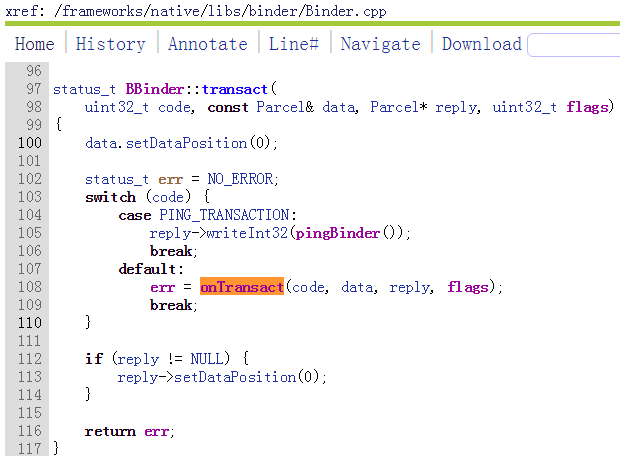 xref: /frameworks/native/libs/binder/Binder.cpp
Home History Annotate Line# Navigate Download
96
97 status_t BBinder::transact(
98     uint32_t code, const Parcel& data, Parcel* reply, uint32_t flags)
99 {
100     data.setDataPosition(0);
101
102     status_t err = NO_ERROR;
103     switch (code) {
104         case PING_TRANSACTION:
105             reply->writeInt32(pingBinder());
106             break;
107         default:
108             err = onTransact(code, data, reply, flags);
109             break;
110     }
111
112     if (reply != NULL) {
113         reply->setDataPosition(0);
114     }
115
116     return err;
117 }